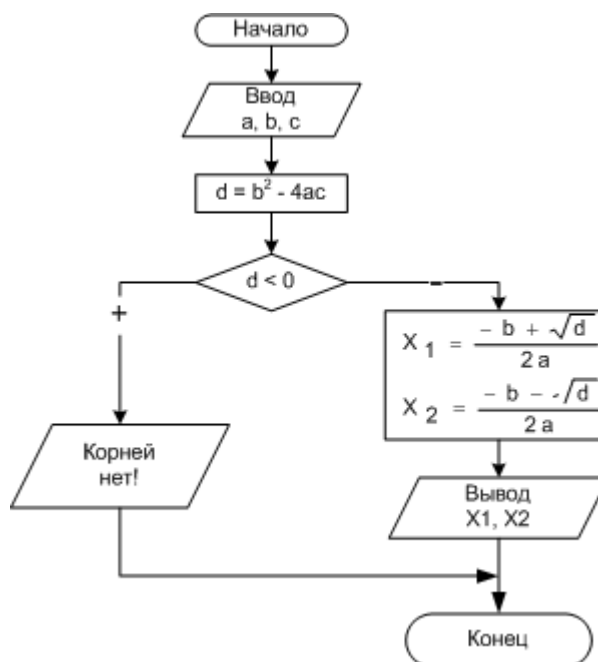 Начало
Ввод
a, b, c
d = b² - 4ac
d < 0
+
-
X 1 = (- b + √d) / 2 a
X 2 = (- b - √d) / 2 a
Корней
нет!
Вывод
X1, X2
Конец